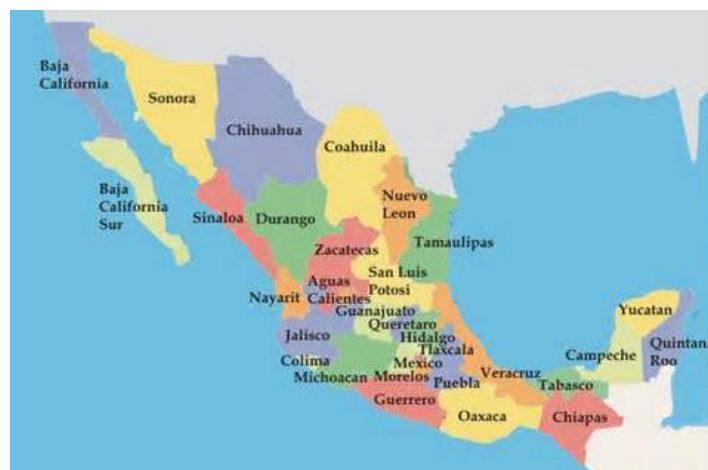 Baja
California
Sonora
Chihuahua
Coahuila
Baja
California
Sur
Sinaloa
Durango
Nuevo
Leon
Tamaulipas
Zacatecas
San Luis
Potosi
Nayarit
Aguas
Calientes
Guanajuato
Queretaro
Hidalgo
Tlaxcala
Jalisco
Colima
Michoacan
Mexico
Morelos
Puebla
Guerrero
Veracruz
Oaxaca
Tabasco
Chiapas
Campeche
Yucatan
Quintan
Roo